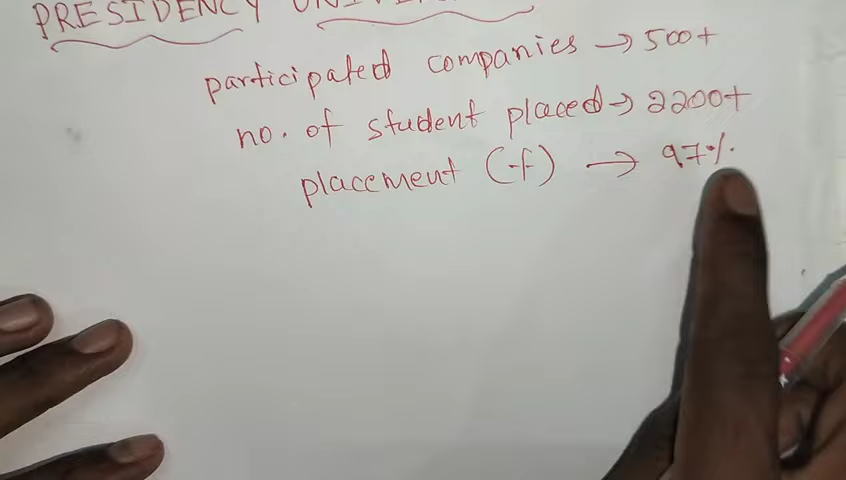 PRESIDENCY
participated companies → 500+
no. of student placed → 2200+
placement (-f) → 97%